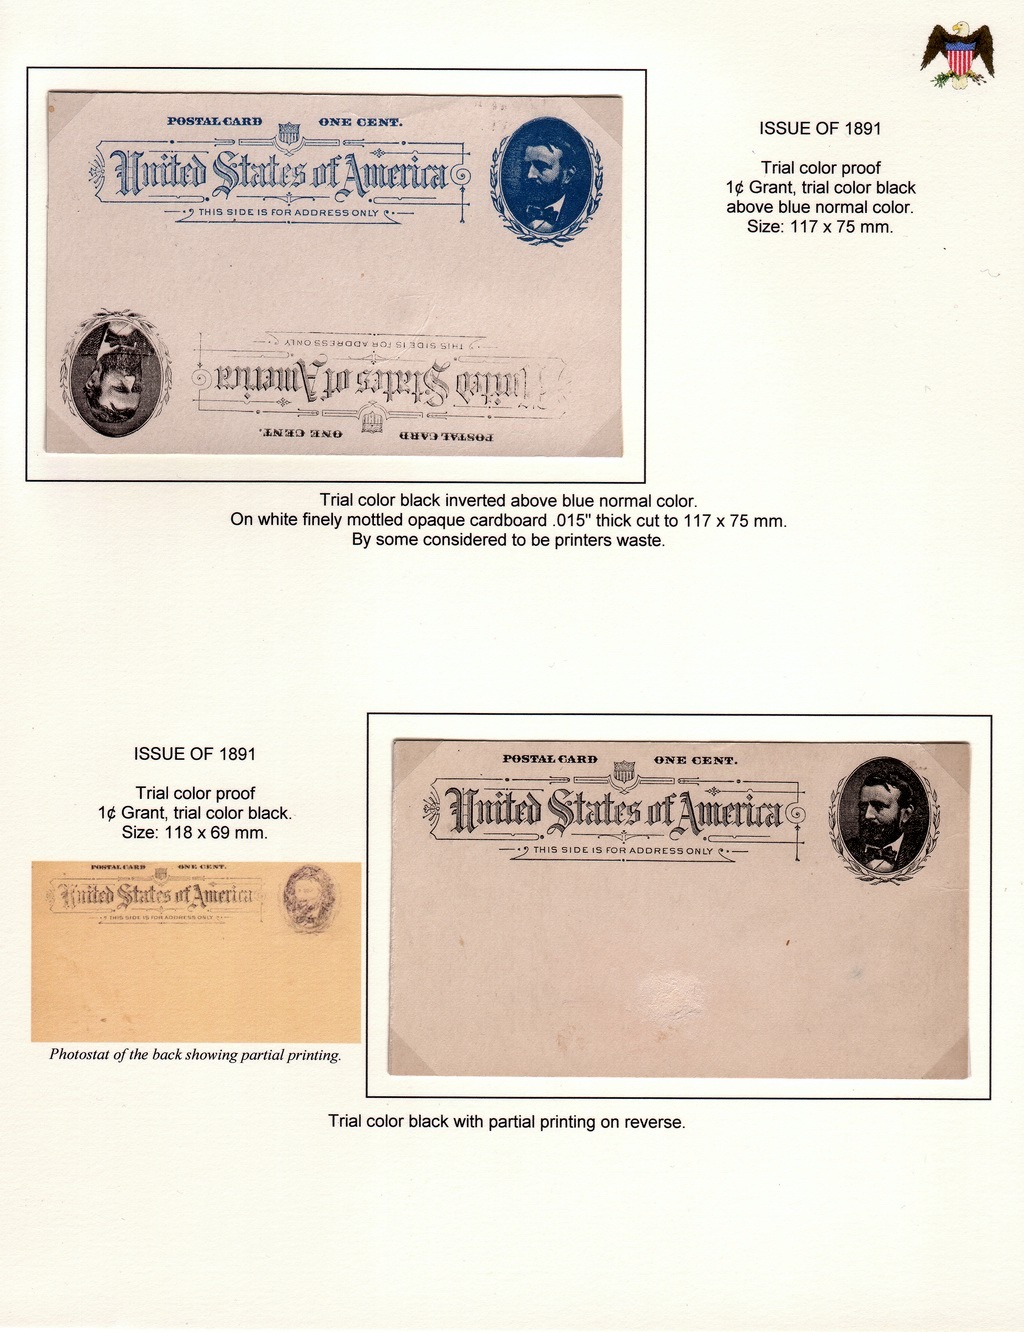 POSTAL CARD ONE CENT.
United States of America
THIS SIDE IS FOR ADDRESS ONLY
THIS SIDE IS FOR ADDRESS ONLY
United States of America
POSTAL CARD ONE CENT.
ISSUE OF 1891
Trial color proof
1¢ Grant, trial color black
above blue normal color.
Size: 117 x 75 mm.
Trial color black inverted above blue normal color.
On white finely mottled opaque cardboard .015" thick cut to 117 x 75 mm.
By some considered to be printers waste.
ISSUE OF 1891
Trial color proof
1¢ Grant, trial color black.
Size: 118 x 69 mm.
POSTAL CARD ONE CENT.
United States of America
THIS SIDE IS FOR ADDRESS ONLY
Photostat of the back showing partial printing.
POSTAL CARD ONE CENT.
United States of America
THIS SIDE IS FOR ADDRESS ONLY
Trial color black with partial printing on reverse.